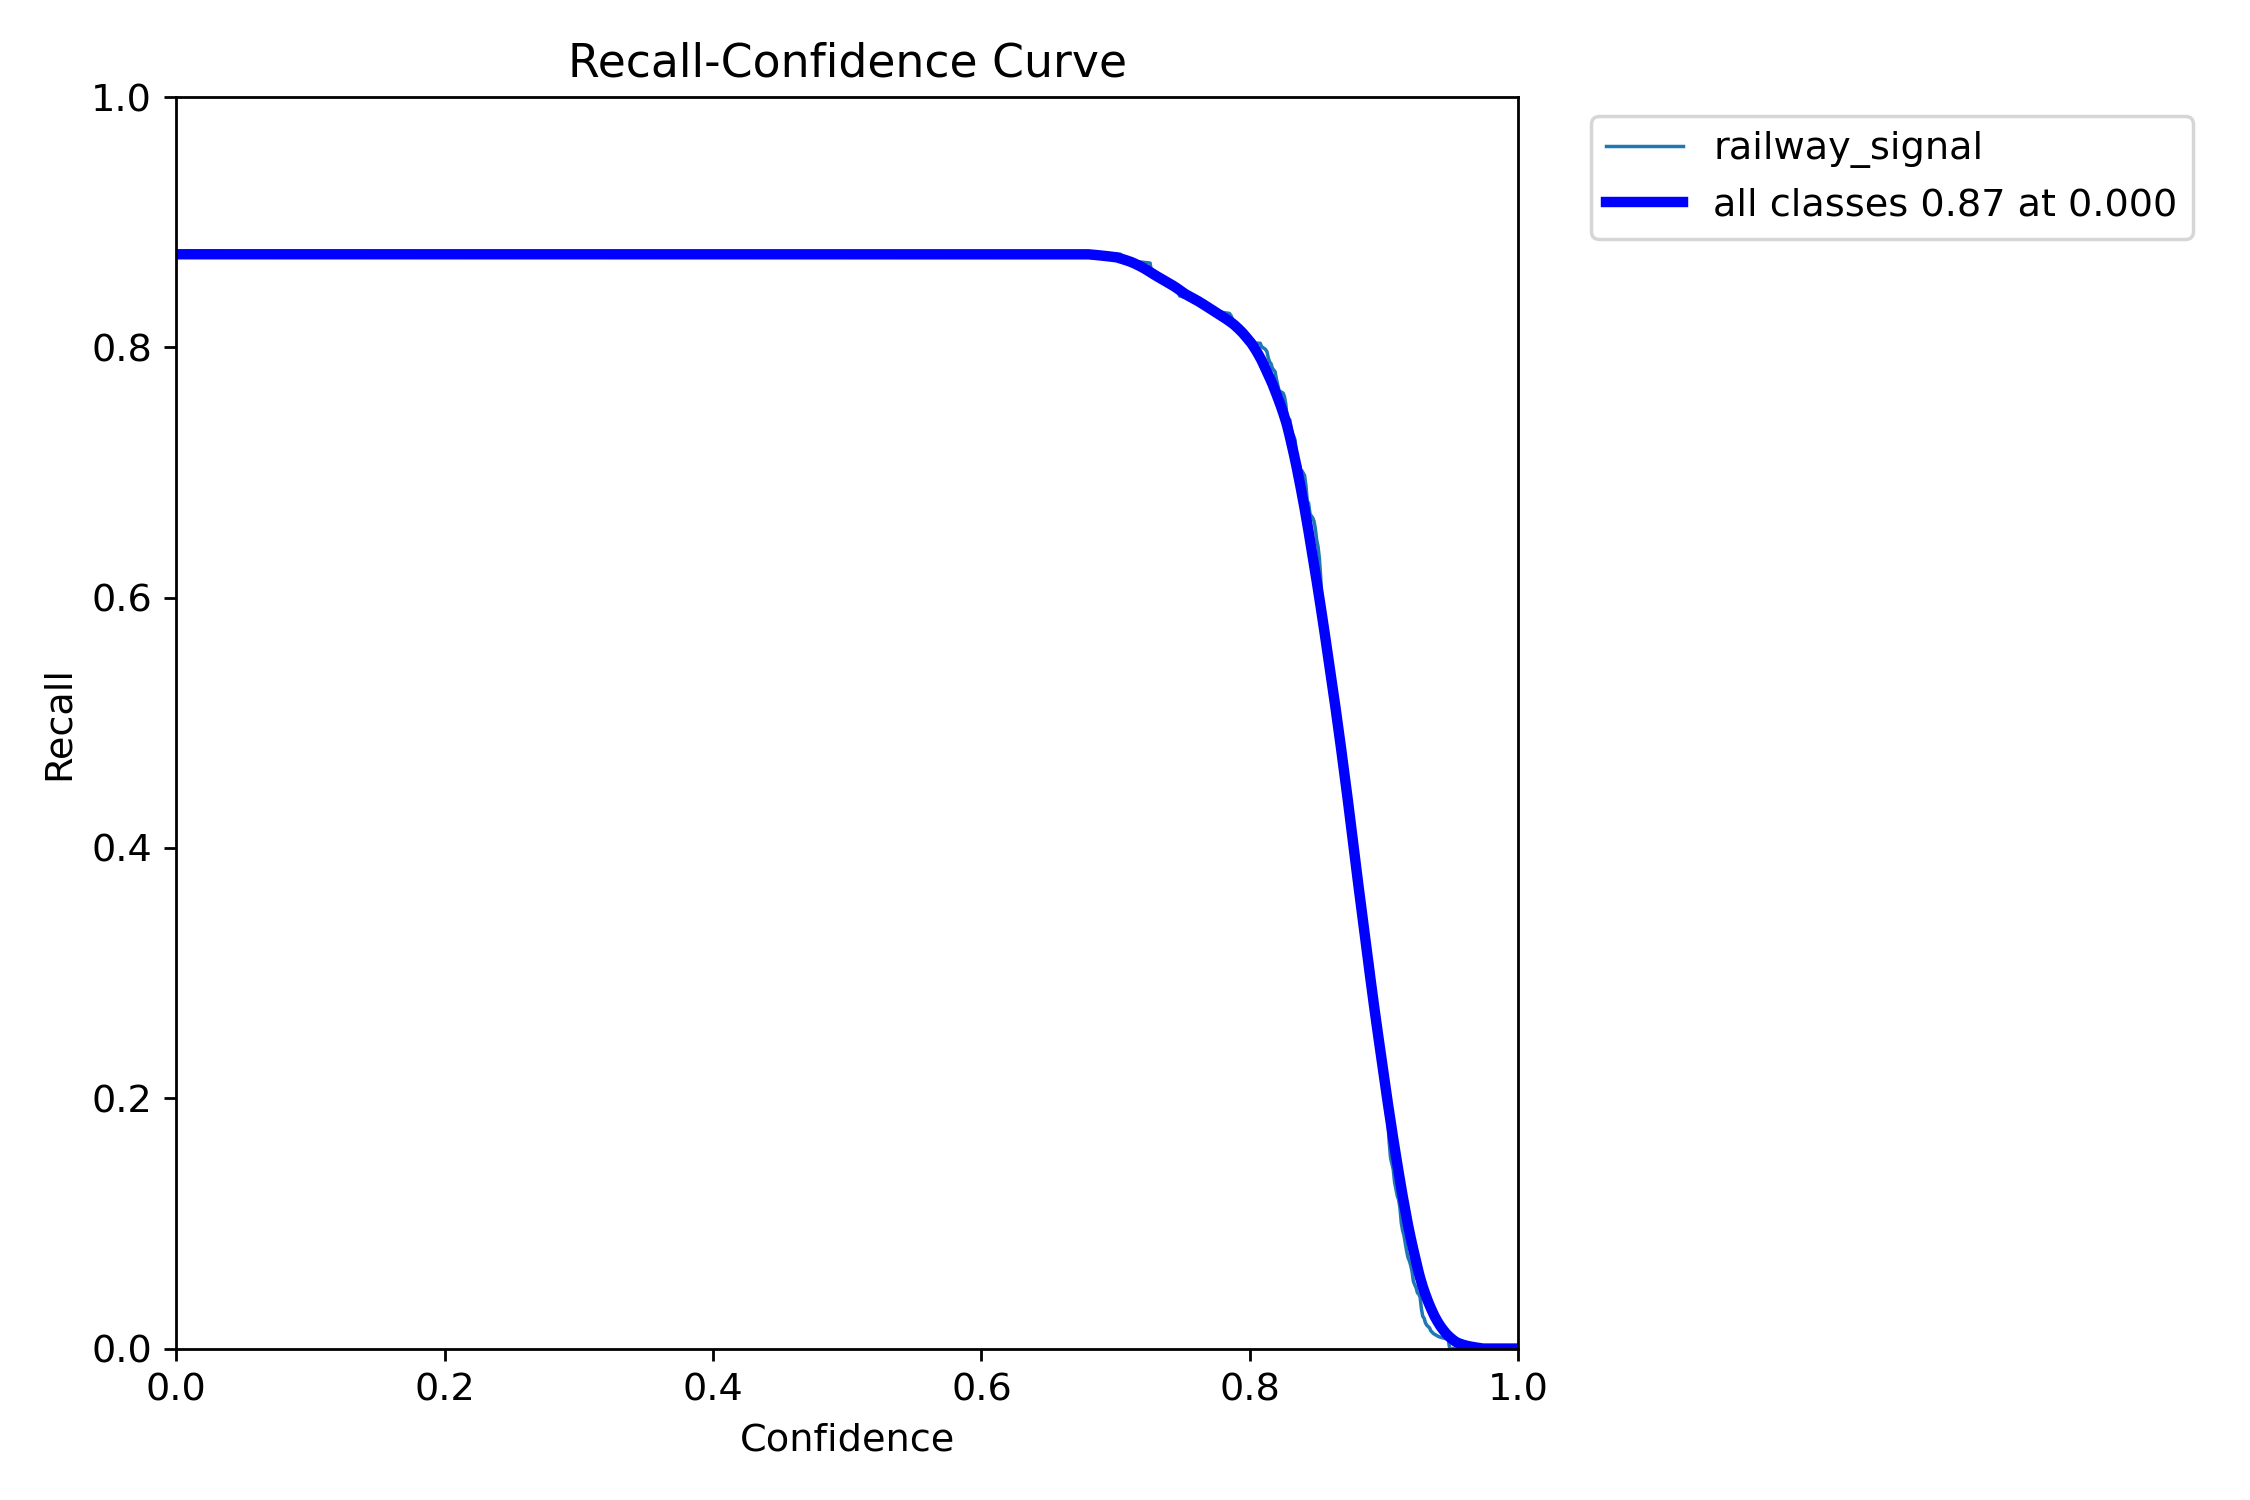 Recall-Confidence Curve
railway_signal
all classes 0.87 at 0.000
1.0
0.8
0.6
0.4
0.2
0.0
Recall
0.0 0.2 0.4 0.6 0.8 1.0
Confidence